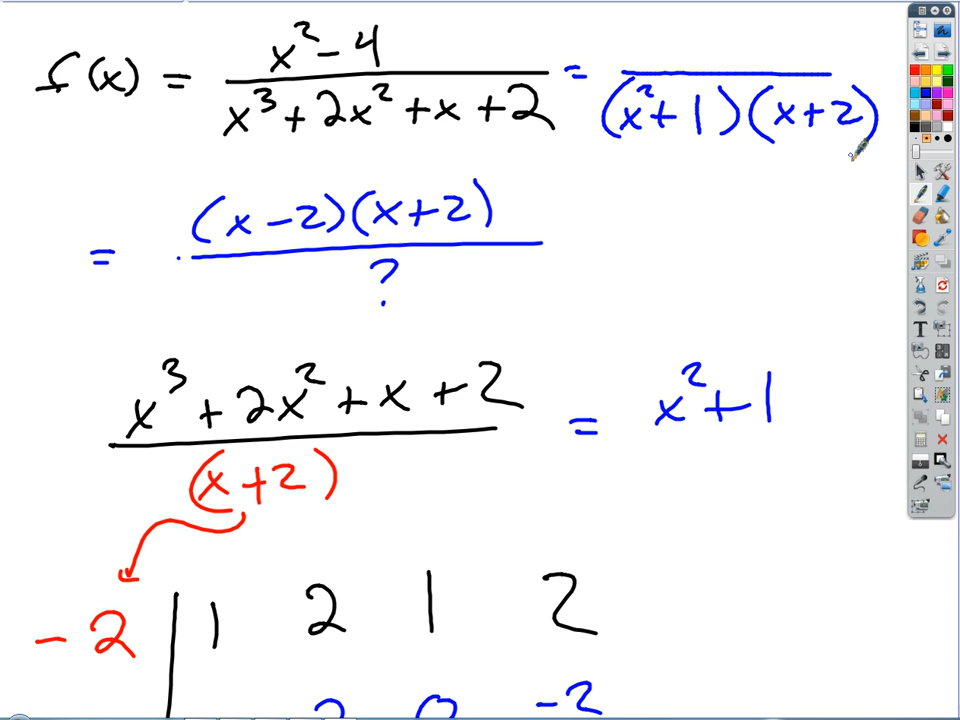 f(x) = x² - 4 / x³ + 2x² + x + 2 = / (x² + 1)(x + 2)
= (x - 2)(x + 2) / ?
x³ + 2x² + x + 2 / (x + 2) = x² + 1
-2 | 1 2 1 2
-2